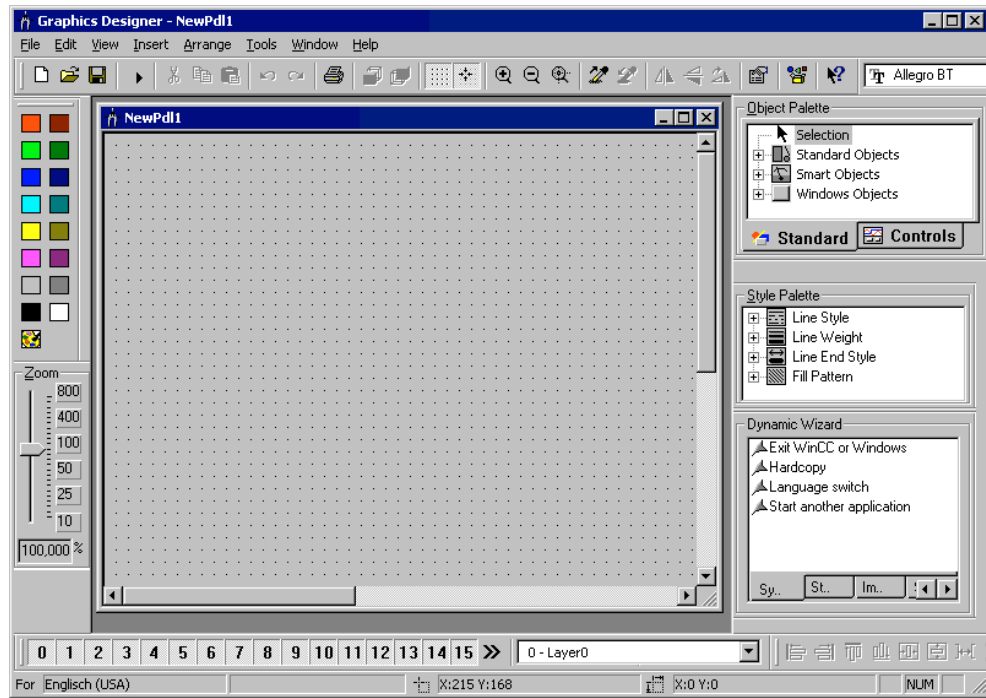 Graphics Designer - NewPdl1
File Edit View Insert Arrange Tools Window Help
Allegro BT
NewPdl1
Object Palette
Selection
Standard Objects
Smart Objects
Windows Objects
Standard Controls
Style Palette
Line Style
Line Weight
Line End Style
Fill Pattern
Zoom
800
400
100
50
25
10
100,000 %
Dynamic Wizard
Exit WinCC or Windows
Hardcopy
Language switch
Start another application
Sy.. St.. Im..
0 1 2 3 4 5 6 7 8 9 10 11 12 13 14 15 0 - Layer0
For Englisch (USA) X:215 Y:168 X:0 Y:0 NUM